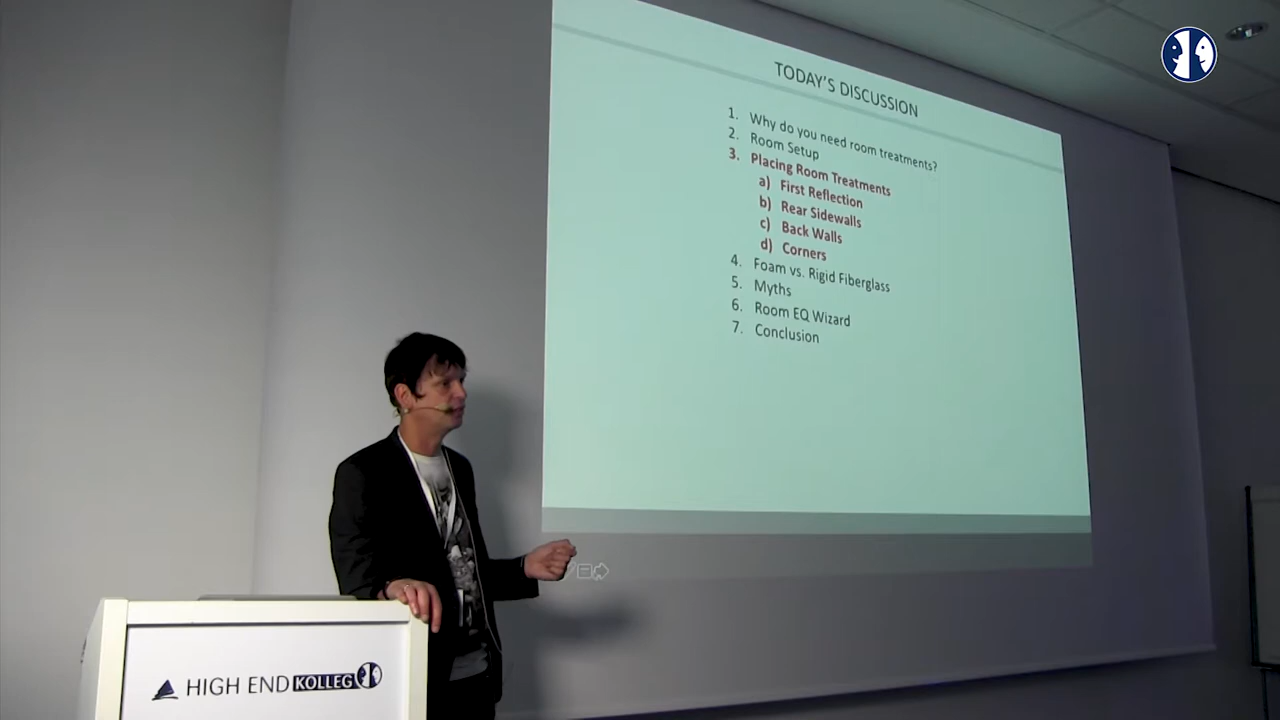 TODAY'S DISCUSSION
1. Why do you need room treatments?
2. Room Setup
3. Placing Room Treatments
a) First Reflection
b) Rear Sidewalls
c) Back Walls
d) Corners
4. Foam vs. Rigid Fiberglass
5. Myths
6. Room EQ Wizard
7. Conclusion
HIGH END KOLLEG